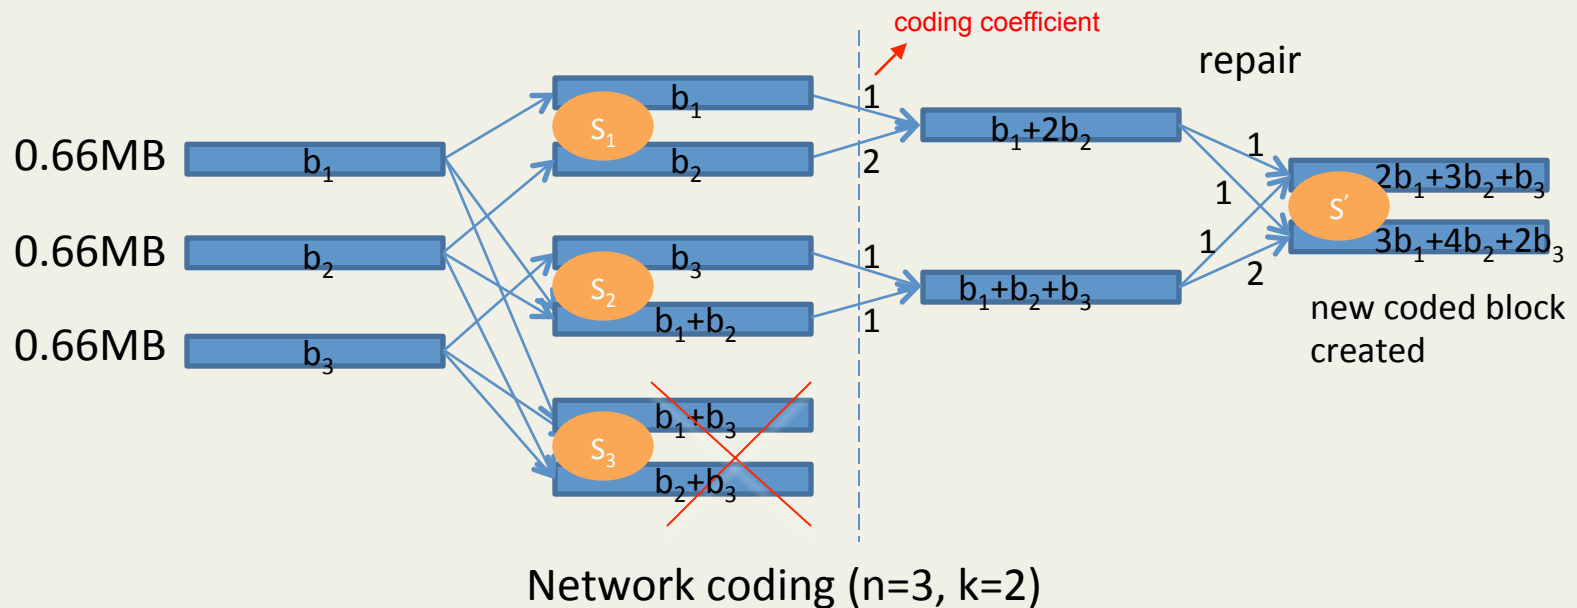 coding coefficient
repair
0.66MB
b₁
0.66MB
b₂
0.66MB
b₃
S₁
b₁
b₂
S₂
b₃
b₁+b₂
S₃
b₁+b₃
b₂+b₃
1
2
1
1
b₁+2b₂
b₁+b₂+b₃
1
1
1
2
S′
2b₁+3b₂+b₃
3b₁+4b₂+2b₃
new coded block
created
Network coding (n=3, k=2)